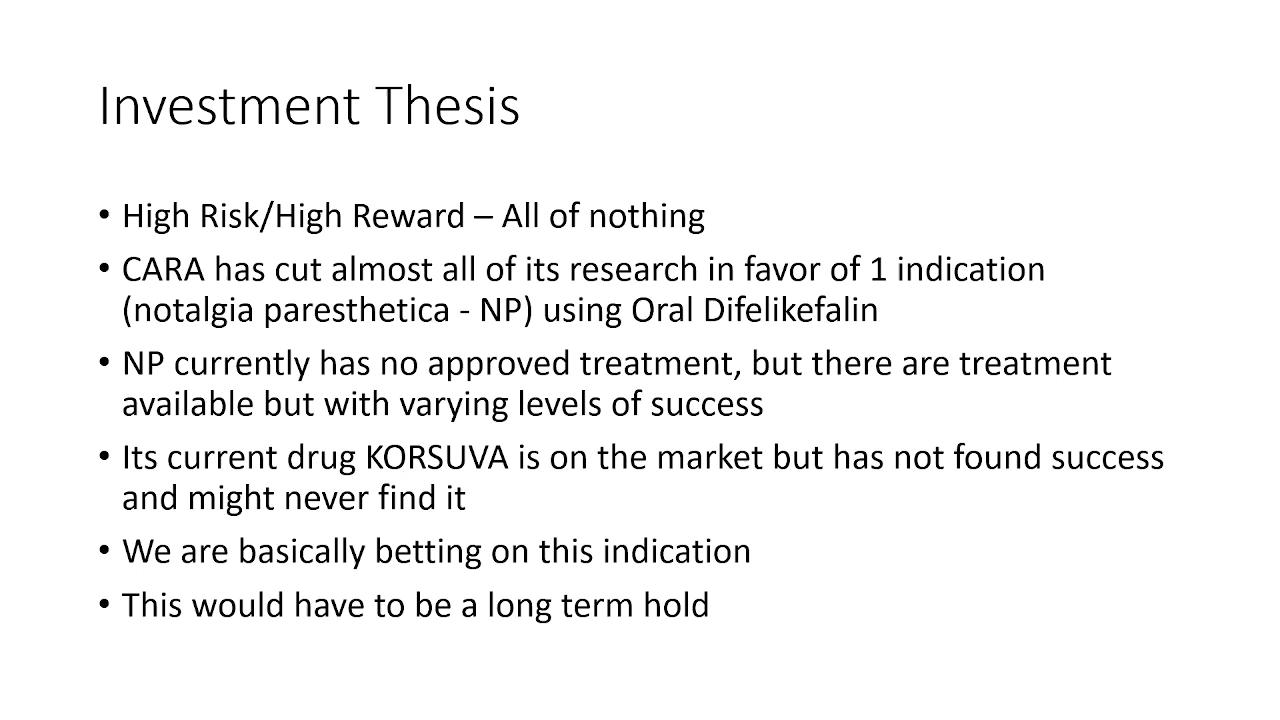 Investment Thesis
• High Risk/High Reward – All of nothing
• CARA has cut almost all of its research in favor of 1 indication
(notalgia paresthetica - NP) using Oral Difelikefalin
• NP currently has no approved treatment, but there are treatment
available but with varying levels of success
• Its current drug KORSUVA is on the market but has not found success
and might never find it
• We are basically betting on this indication
• This would have to be a long term hold